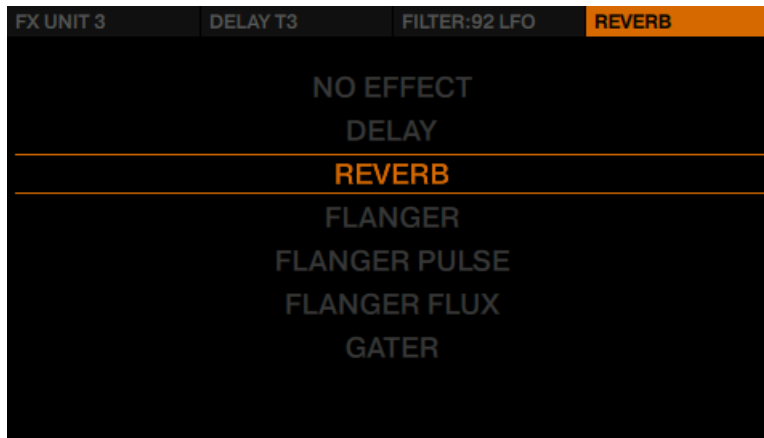 FX UNIT 3 DELAY T3 FILTER:92 LFO REVERB
NO EFFECT
DELAY
REVERB
FLANGER
FLANGER PULSE
FLANGER FLUX
GATER